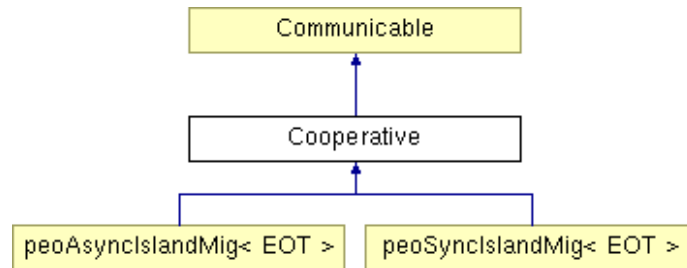 Communicable
Cooperative
peoAsyncIslandMig< EOT >
peoSyncIslandMig< EOT >